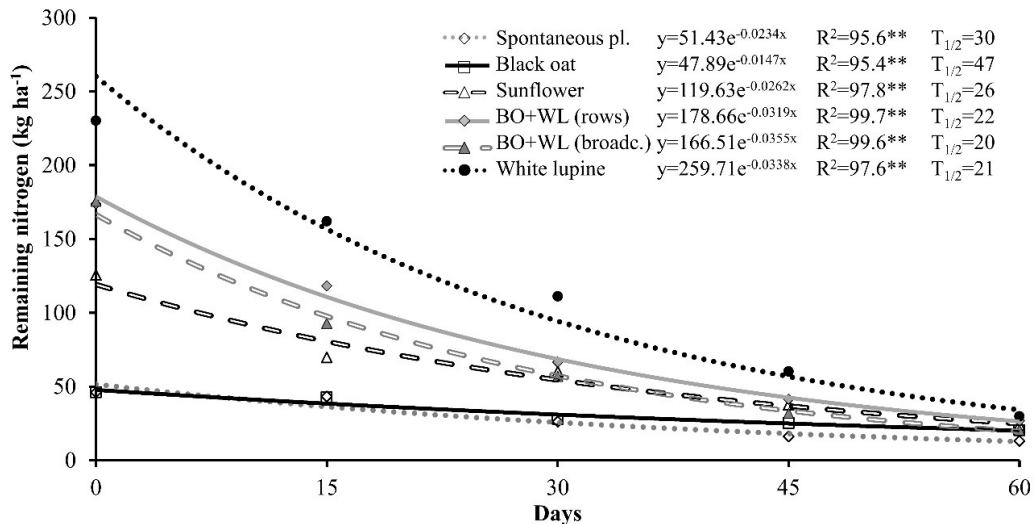 300
250
200
150
100
50
0
Remaining nitrogen (kg ha⁻¹)
Spontaneous pl. y=51.43e^-0.0234x R²=95.6** T1/2=30
Black oat y=47.89e^-0.0147x R²=95.4** T1/2=47
Sunflower y=119.63e^-0.0262x R²=97.8** T1/2=26
BO+WL (rows) y=178.66e^-0.0319x R²=99.7** T1/2=22
BO+WL (broadc.) y=166.51e^-0.0355x R²=99.6** T1/2=20
White lupine y=259.71e^-0.0338x R²=97.6** T1/2=21
0 15 30 45 60
Days